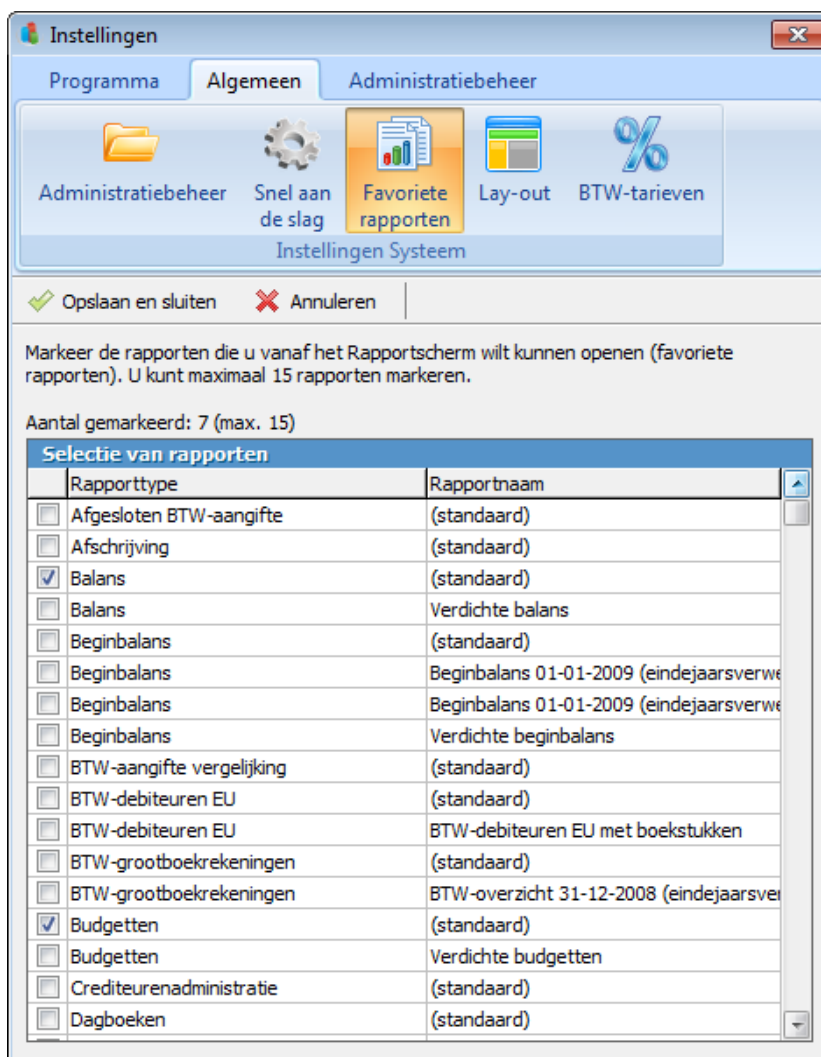 Instellingen
Programma Algemeen Administratiebeheer
Administratiebeheer Snel aan de slag Favoriete rapporten Lay-out BTW-tarieven
Instellingen Systeem
Opslaan en sluiten Annuleren
Markeer de rapporten die u vanaf het Rapportscherm wilt kunnen openen (favoriete
rapporten). U kunt maximaal 15 rapporten markeren.
Aantal gemarkeerd: 7 (max. 15)
Selectie van rapporten
Rapporttype Rapportnaam
Afgesloten BTW-aangifte (standaard)
Afschrijving (standaard)
Balans (standaard)
Balans Verdichte balans
Beginbalans (standaard)
Beginbalans Beginbalans 01-01-2009 (eindejaarsverwe
Beginbalans Beginbalans 01-01-2009 (eindejaarsverwe
Beginbalans Verdichte beginbalans
BTW-aangifte vergelijking (standaard)
BTW-debiteuren EU (standaard)
BTW-debiteuren EU BTW-debiteuren EU met boekstukken
BTW-grootboekrekeningen (standaard)
BTW-grootboekrekeningen BTW-overzicht 31-12-2008 (eindejaarsver
Budgetten (standaard)
Budgetten Verdichte budgetten
Crediteurenadministratie (standaard)
Dagboeken (standaard)